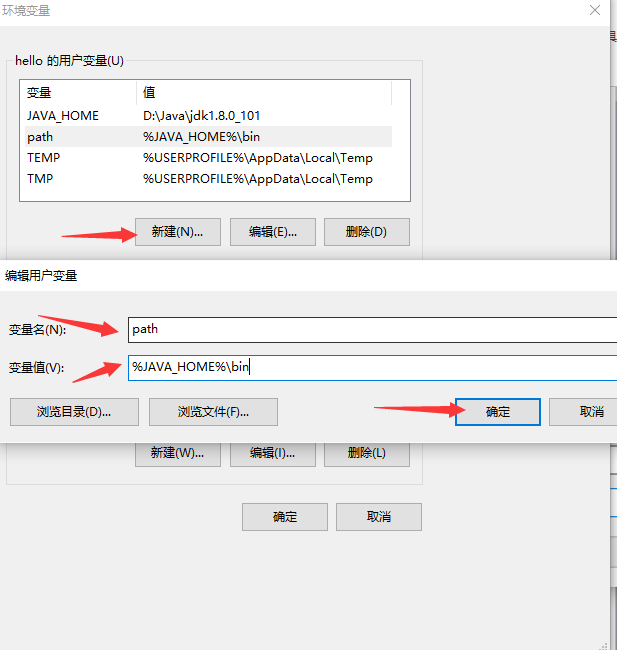 环境变量
hello 的用户变量(U)
变量 值
JAVA_HOME D:\Java\jdk1.8.0_101
path %JAVA_HOME%\bin
TEMP %USERPROFILE%\AppData\Local\Temp
TMP %USERPROFILE%\AppData\Local\Temp
新建(N)... 编辑(E)... 删除(D)
编辑用户变量
变量名(N): path
变量值(V): %JAVA_HOME%\bin
浏览目录(D)... 浏览文件(F)... 确定 取消
新建(W)... 编辑(I)... 删除(L)
确定 取消